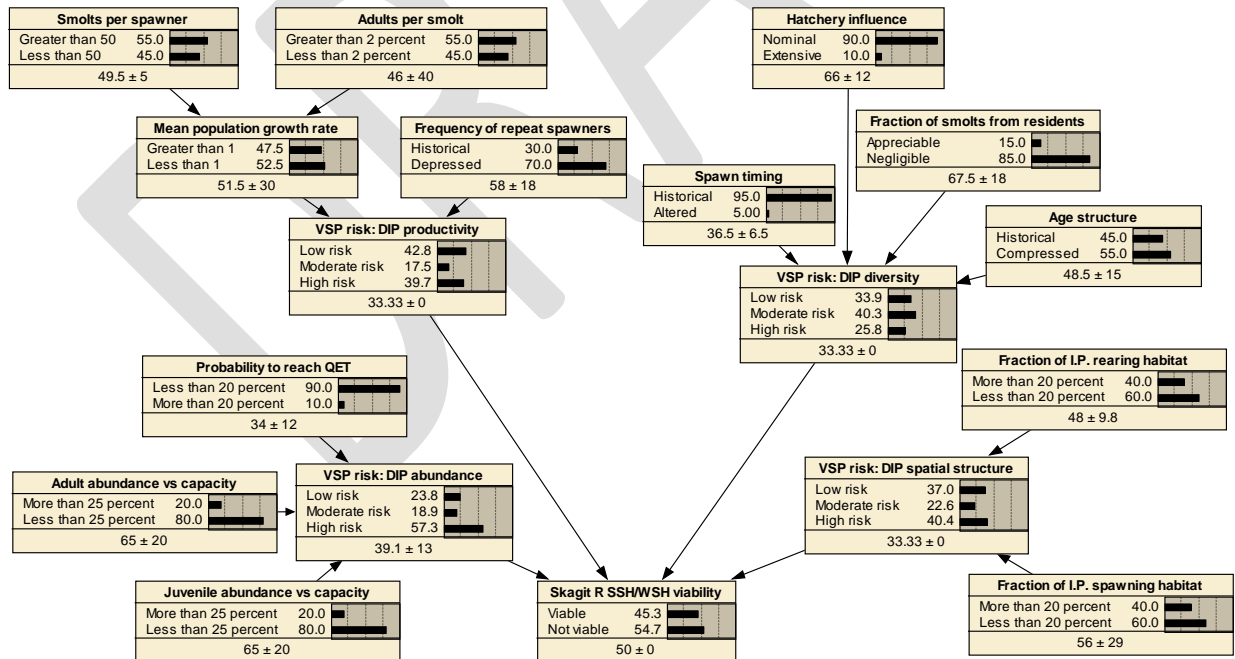 Smolts per spawner
Greater than 50 55.0
Less than 50 45.0
49.5 ± 5
Adults per smolt
Greater than 2 percent 55.0
Less than 2 percent 45.0
46 ± 40
Hatchery influence
Nominal 90.0
Extensive 10.0
66 ± 12
Mean population growth rate
Greater than 1 47.5
Less than 1 52.5
51.5 ± 30
Frequency of repeat spawners
Historical 30.0
Depressed 70.0
58 ± 18
Fraction of smolts from residents
Appreciable 15.0
Negligible 85.0
67.5 ± 18
Spawn timing
Historical 95.0
Altered 5.00
36.5 ± 6.5
Age structure
Historical 45.0
Compressed 55.0
48.5 ± 15
VSP risk: DIP productivity
Low risk 42.8
Moderate risk 17.5
High risk 39.7
33.33 ± 0
VSP risk: DIP diversity
Low risk 33.9
Moderate risk 40.3
High risk 25.8
33.33 ± 0
Probability to reach QET
Less than 20 percent 90.0
More than 20 percent 10.0
34 ± 12
Fraction of I.P. rearing habitat
More than 20 percent 40.0
Less than 20 percent 60.0
48 ± 9.8
Adult abundance vs capacity
More than 25 percent 20.0
Less than 25 percent 80.0
65 ± 20
VSP risk: DIP abundance
Low risk 23.8
Moderate risk 18.9
High risk 57.3
39.1 ± 13
VSP risk: DIP spatial structure
Low risk 37.0
Moderate risk 22.6
High risk 40.4
33.33 ± 0
Juvenile abundance vs capacity
More than 25 percent 20.0
Less than 25 percent 80.0
65 ± 20
Skagit R SSH/WSH viability
Viable 45.3
Not viable 54.7
50 ± 0
Fraction of I.P. spawning habitat
More than 20 percent 40.0
Less than 20 percent 60.0
56 ± 29